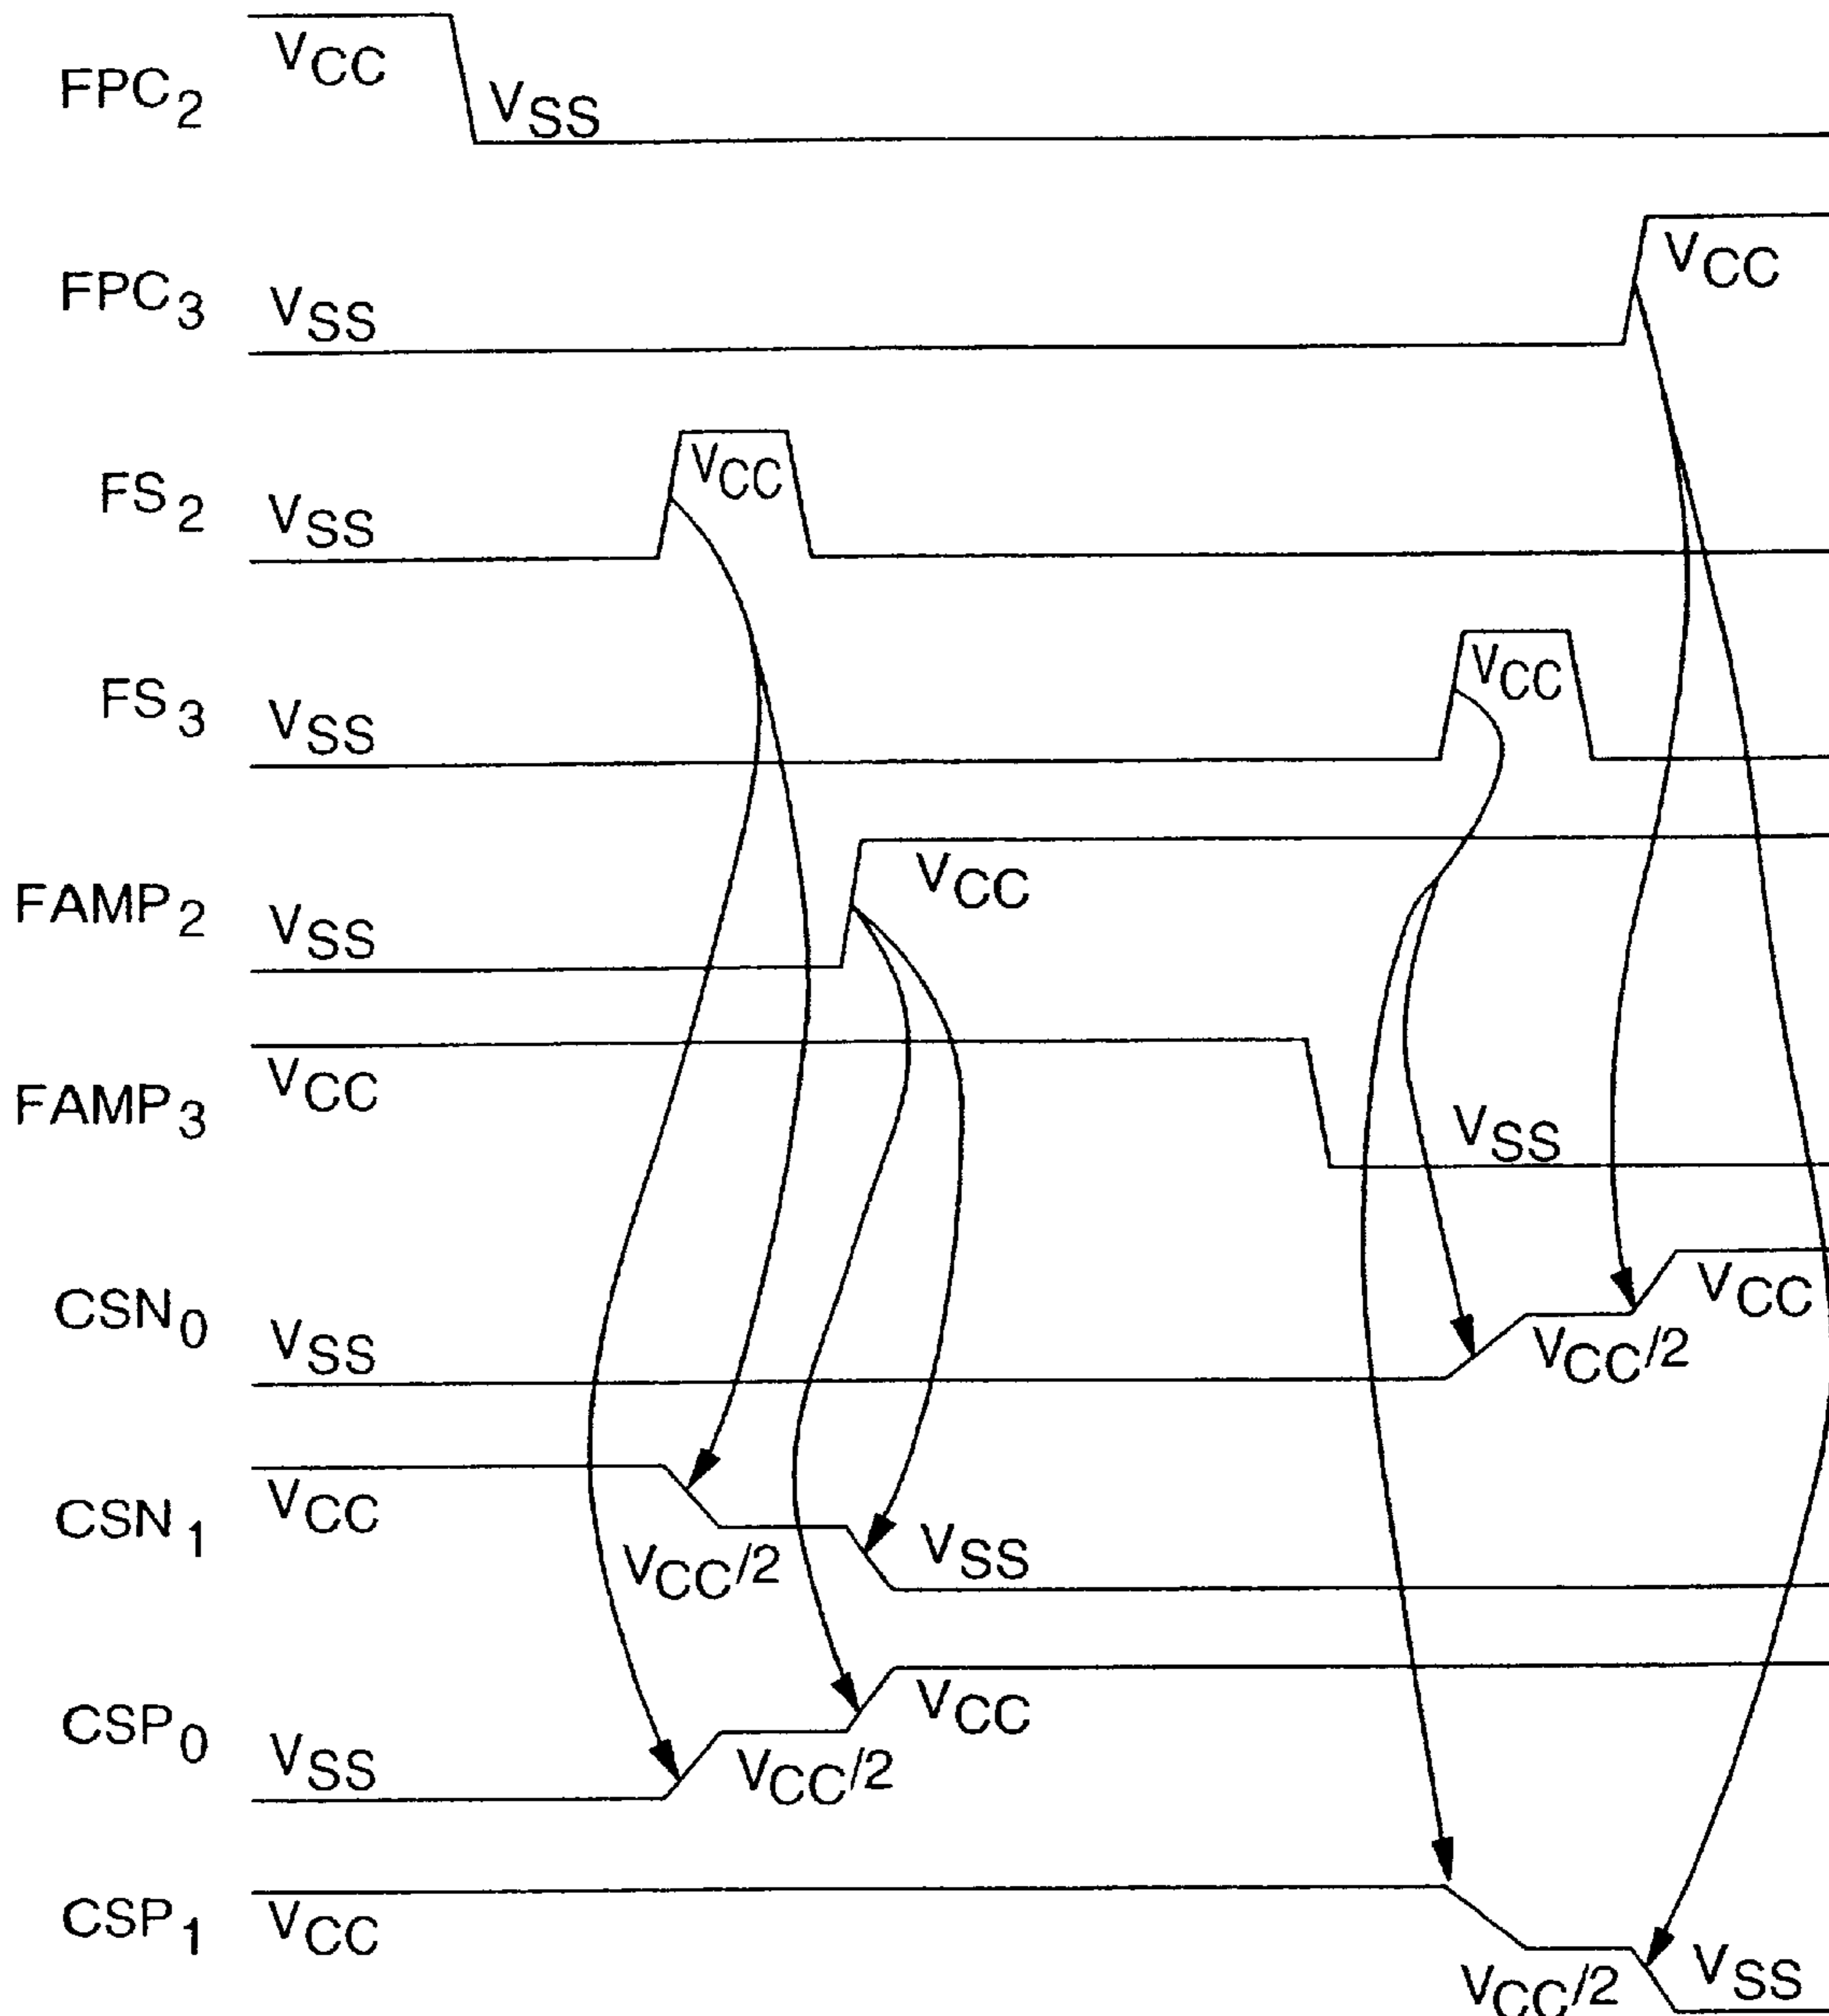 FPC2 VCC VSS
FPC3 VSS VCC
FS2 VSS VCC
FS3 VSS VCC
FAMP2 VSS VCC
FAMP3 VCC VSS
CSN0 VSS VCC/2 VCC
CSN1 VCC VCC/2 VSS
CSP0 VSS VCC/2 VCC
CSP1 VCC VCC/2 VSS